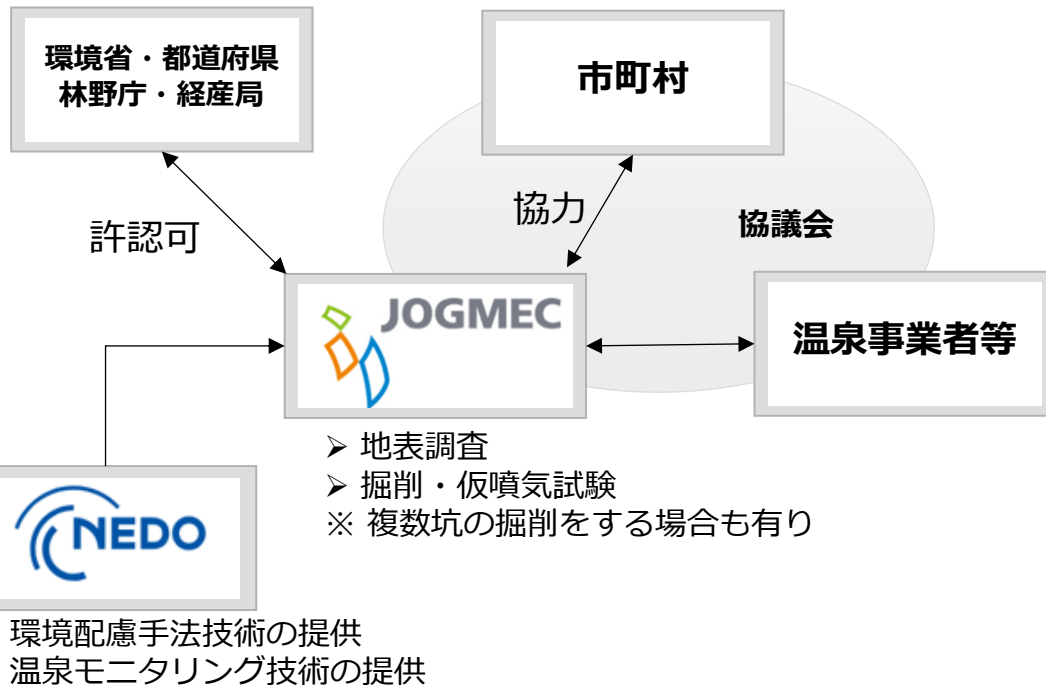 環境省・都道府県
林野庁・経産局
市町村
許認可
協力
協議会
JOGMEC
温泉事業者等
➢ 地表調査
➢ 掘削・仮噴気試験
※ 複数坑の掘削をする場合も有り
NEDO
環境配慮手法技術の提供
温泉モニタリング技術の提供